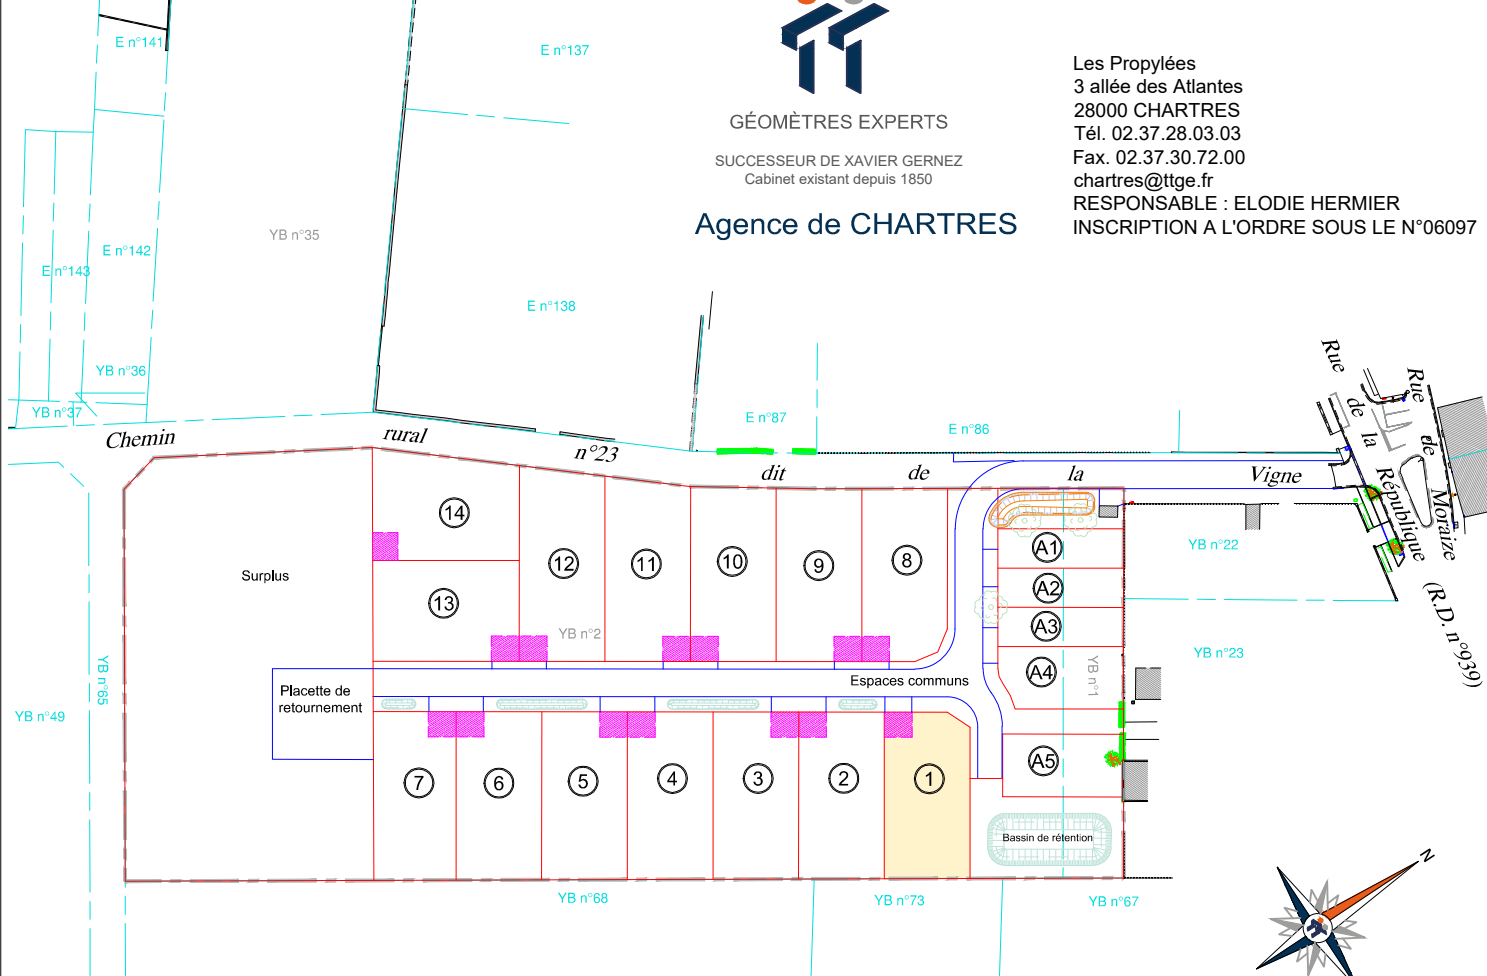 GÉOMÈTRES EXPERTS
SUCCESSEUR DE XAVIER GERNEZ
Cabinet existant depuis 1850
Agence de CHARTRES
Les Propylées
3 allée des Atlantes
28000 CHARTRES
Tél. 02.37.28.03.03
Fax. 02.37.30.72.00
chartres@ttge.fr
RESPONSABLE : ELODIE HERMIER
INSCRIPTION A L'ORDRE SOUS LE N°06097
E n°141
E n°137
YB n°35
E n°142
E n°143
E n°138
YB n°36
YB n°37
E n°87
E n°86
Chemin rural n°23 dit de la Vigne
Rue de la République
Rue de Moraize
(R.D. n°939)
14
12
11
10
9
8
13
A1
A2
A3
A4
A5
Surplus
YB n°2
YB n°1
YB n°22
YB n°23
YB n°65
YB n°49
Espaces communs
Placette de
retournement
7
6
5
4
3
2
1
Bassin de rétention
YB n°68
YB n°73
YB n°67
N